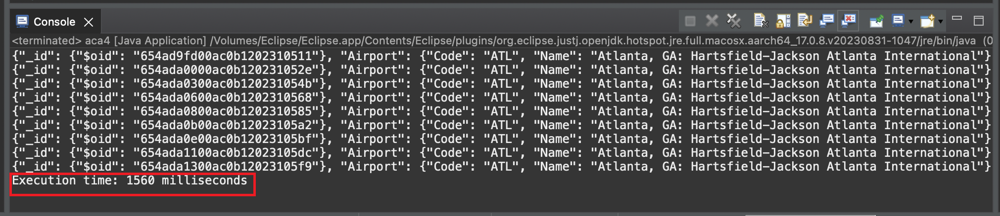 Console
<terminated> aca4 [Java Application] /Volumes/Eclipse/Eclipse.app/Contents/Eclipse/plugins/org.eclipse.justj.openjdk.hotspot.jre.full.macosx.aarch64_17.0.8.v20230831-1047/jre/bin/java (0
{"_id": {"$oid": "654ad9fd00ac0b1202310511"}, "Airport": {"Code": "ATL", "Name": "Atlanta, GA: Hartsfield-Jackson Atlanta International"}
{"_id": {"$oid": "654ada0000ac0b120231052e"}, "Airport": {"Code": "ATL", "Name": "Atlanta, GA: Hartsfield-Jackson Atlanta International"}
{"_id": {"$oid": "654ada0300ac0b120231054b"}, "Airport": {"Code": "ATL", "Name": "Atlanta, GA: Hartsfield-Jackson Atlanta International"}
{"_id": {"$oid": "654ada0600ac0b1202310568"}, "Airport": {"Code": "ATL", "Name": "Atlanta, GA: Hartsfield-Jackson Atlanta International"}
{"_id": {"$oid": "654ada0800ac0b1202310585"}, "Airport": {"Code": "ATL", "Name": "Atlanta, GA: Hartsfield-Jackson Atlanta International"}
{"_id": {"$oid": "654ada0b00ac0b12023105a2"}, "Airport": {"Code": "ATL", "Name": "Atlanta, GA: Hartsfield-Jackson Atlanta International"}
{"_id": {"$oid": "654ada0e00ac0b12023105bf"}, "Airport": {"Code": "ATL", "Name": "Atlanta, GA: Hartsfield-Jackson Atlanta International"}
{"_id": {"$oid": "654ada1100ac0b12023105dc"}, "Airport": {"Code": "ATL", "Name": "Atlanta, GA: Hartsfield-Jackson Atlanta International"}
{"_id": {"$oid": "654ada1300ac0b12023105f9"}, "Airport": {"Code": "ATL", "Name": "Atlanta, GA: Hartsfield-Jackson Atlanta International"}
Execution time: 1560 milliseconds